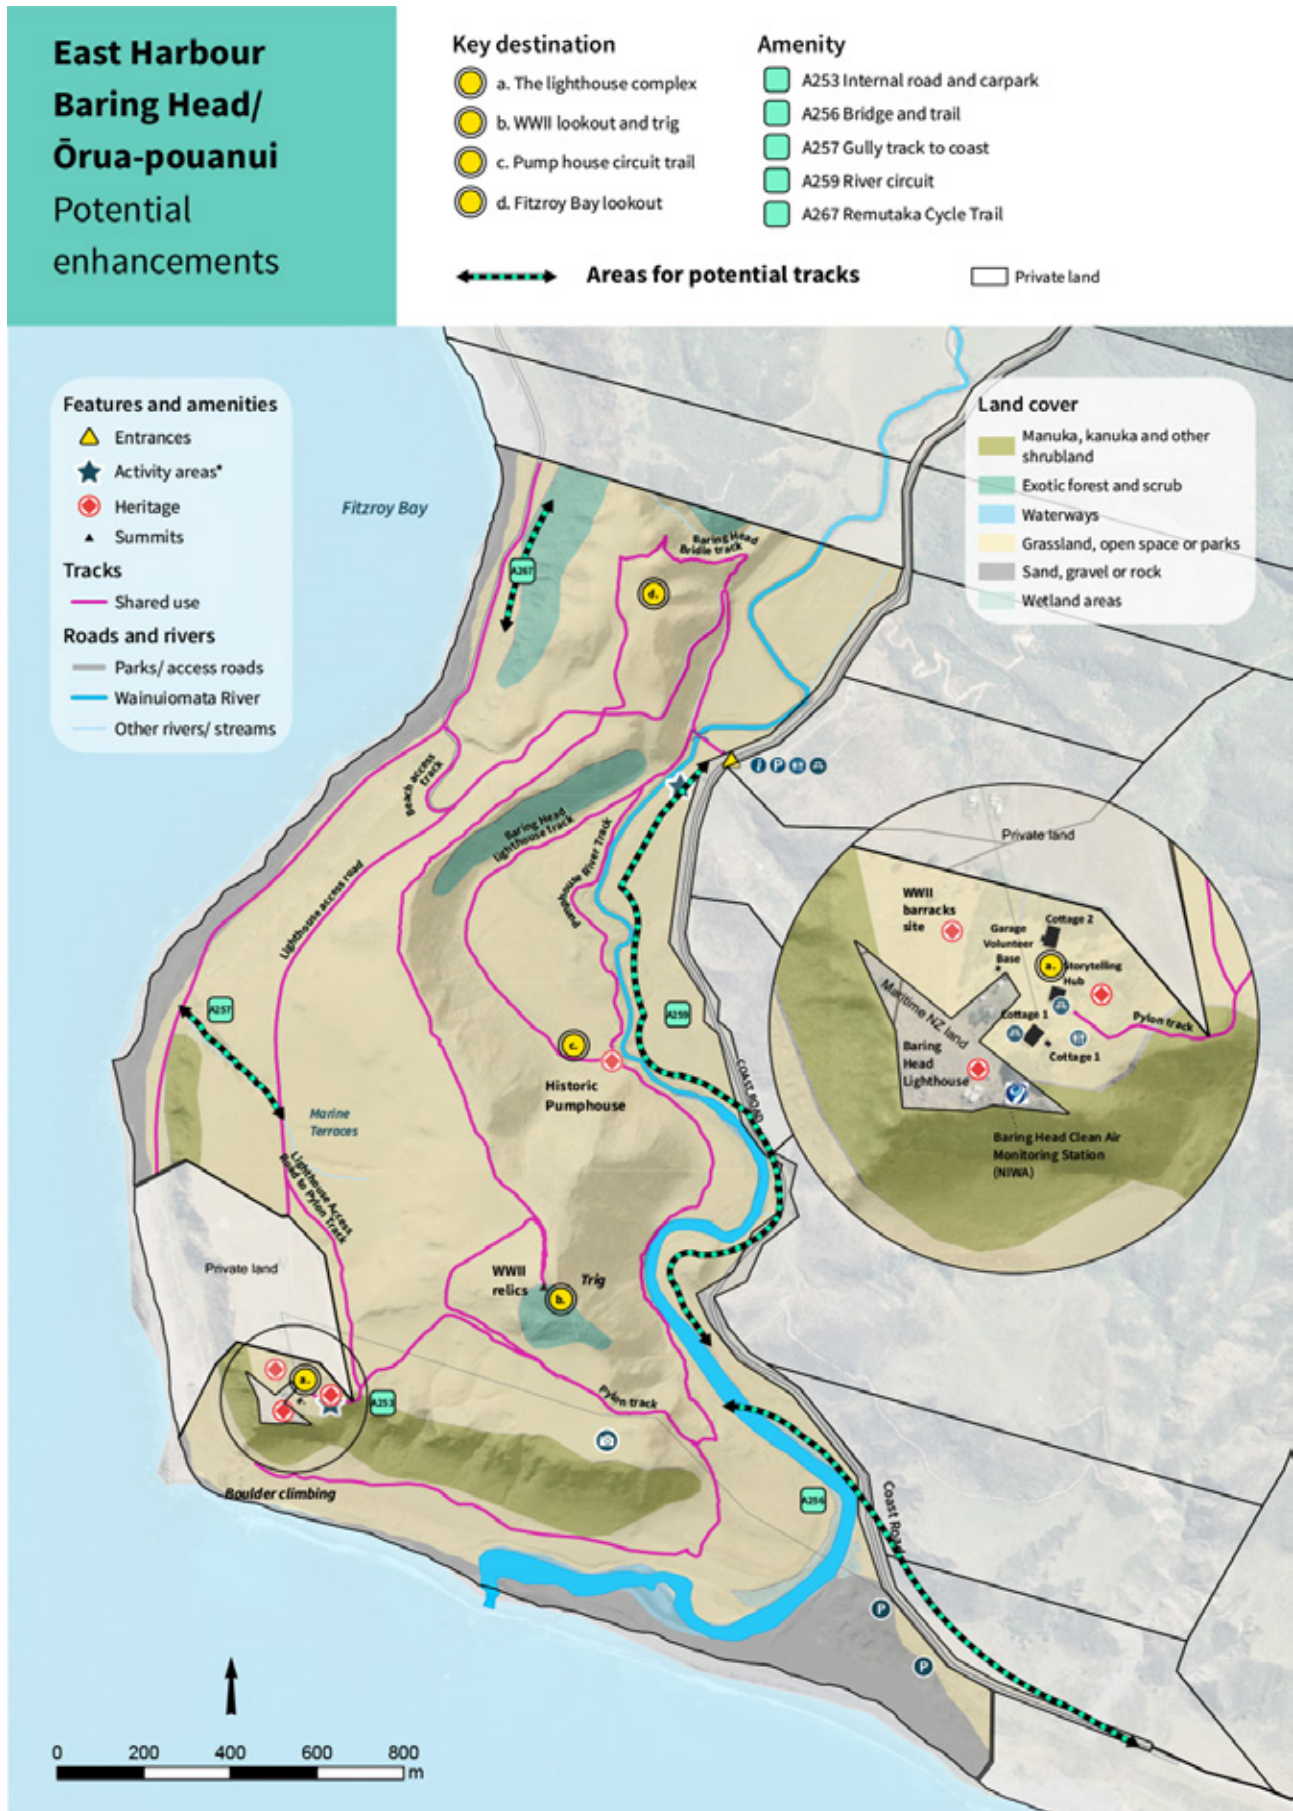 East Harbour
Baring Head/
Ōrua-pouanui
Potential
enhancements
Key destination
a. The lighthouse complex
b. WWII lookout and trig
c. Pump house circuit trail
d. Fitzroy Bay lookout
Amenity
A253 Internal road and carpark
A256 Bridge and trail
A257 Gully track to coast
A259 River circuit
A267 Remutaka Cycle Trail
Areas for potential tracks
Private land
Features and amenities
Entrances
Activity areas*
Heritage
Summits
Tracks
Shared use
Roads and rivers
Parks/ access roads
Wainuiomata River
Other rivers/ streams
Land cover
Manuka, kanuka and other
shrubland
Exotic forest and scrub
Waterways
Grassland, open space or parks
Sand, gravel or rock
Wetland areas
Fitzroy Bay
A267
Baring Head
Bridle track
d.
i P
Beach access
track
Baring Head
lighthouse track
Pumphouse River Track
Lighthouse access road
A257
A259
c.
Historic
Pumphouse
COAST ROAD
Marine
Terraces
Lighthouse Access
Road to Pylon Track
Private land
WWII
relics
Trig
b.
a.
A253
Pylon track
Boulder climbing
A256
Coast Road
P
P
Private land
WWII
barracks
site
Cottage 2
Garage
Volunteer
Base
a.
Storytelling
Hub
Maritime NZ land
Cottage 1
Pylon track
Cottage 1
Baring
Head
Lighthouse
Baring Head Clean Air
Monitoring Station
(NIWA)
0 200 400 600 800
m